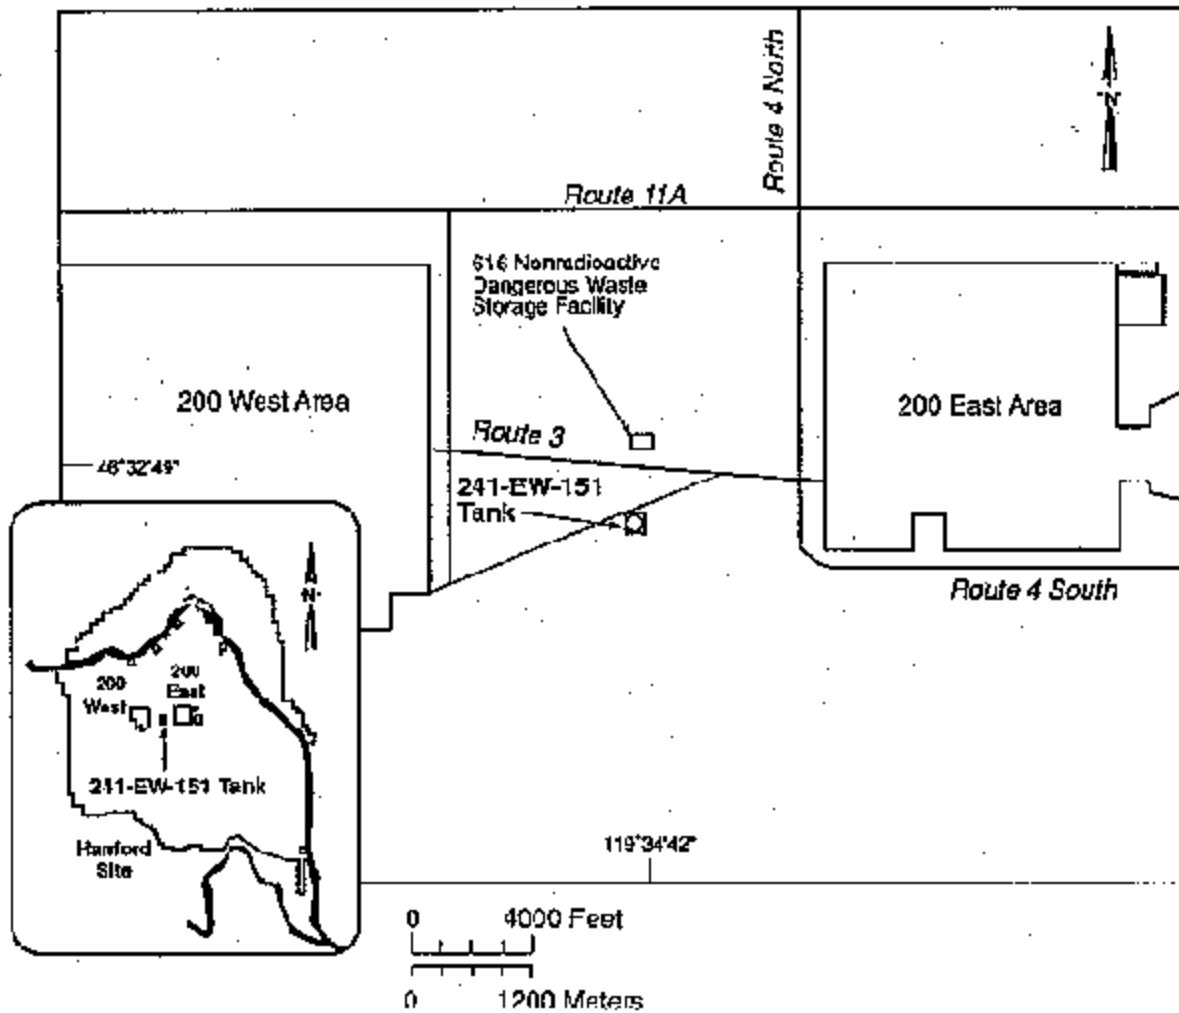 Route 4 North
N
Route 11A
616 Nonradioactive
Dangerous Waste
Storage Facility
200 West Area
200 East Area
Route 3
46°32'49"
241-EW-151
Tank
Route 4 South
N
200
West
200
East
241-EW-151 Tank
Hanford
Site
119°34'42"
0 4000 Feet
0 1200 Meters